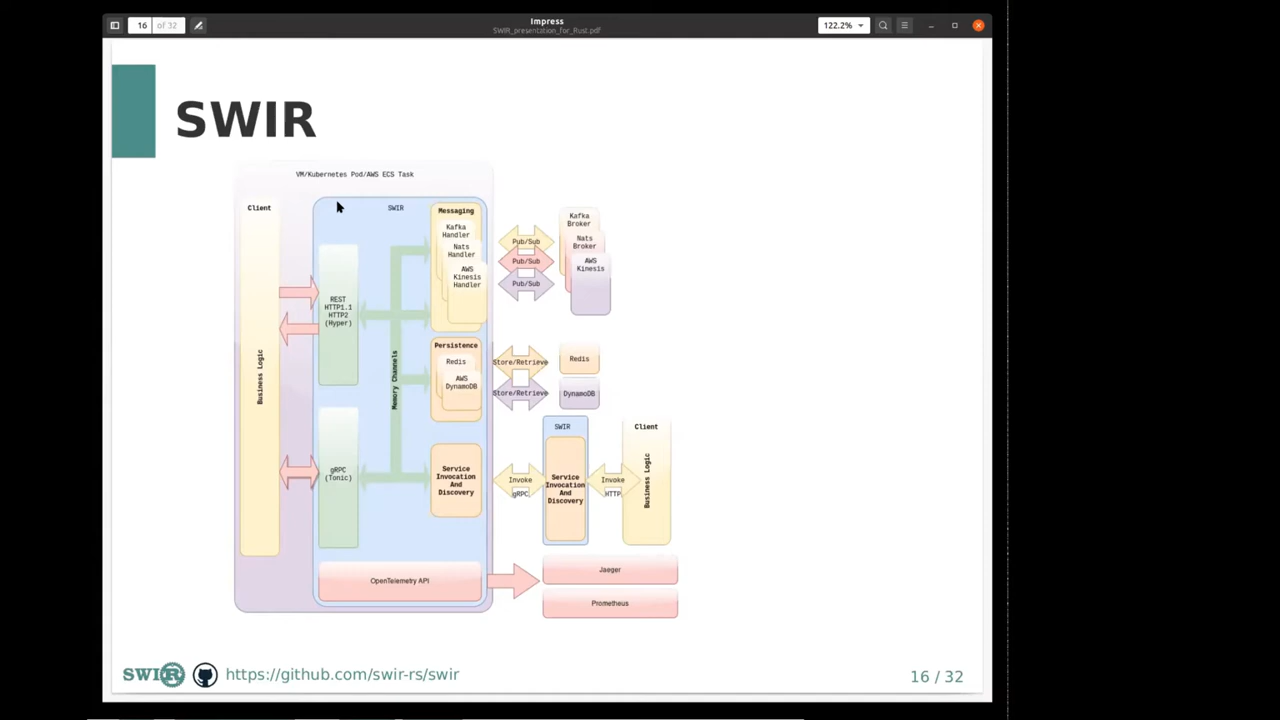 16 of 32
Impress
SWIR_presentation_for_Rust.pdf
122.2%
SWIR
VM/Kubernetes Pod/AWS ECS Task
Client
Business Logic
SWIR
REST
HTTP1.1
HTTP2
(Hyper)
gRPC
(Tonic)
Memory Channels
Messaging
Kafka
Handler
Nats
Handler
AWS
Kinesis
Handler
Persistence
Redis
AWS
DynamoDB
Service
Invocation
And
Discovery
OpenTelemetry API
Pub/Sub
Pub/Sub
Pub/Sub
Kafka
Broker
Nats
Broker
AWS
Kinesis
Store/Retrieve
Redis
Store/Retrieve
DynamoDB
Invoke
gRPC
SWIR
Service
Invocation
And
Discovery
Invoke
HTTP
Client
Business Logic
Jaeger
Prometheus
SWIR
https://github.com/swir-rs/swir
16 / 32